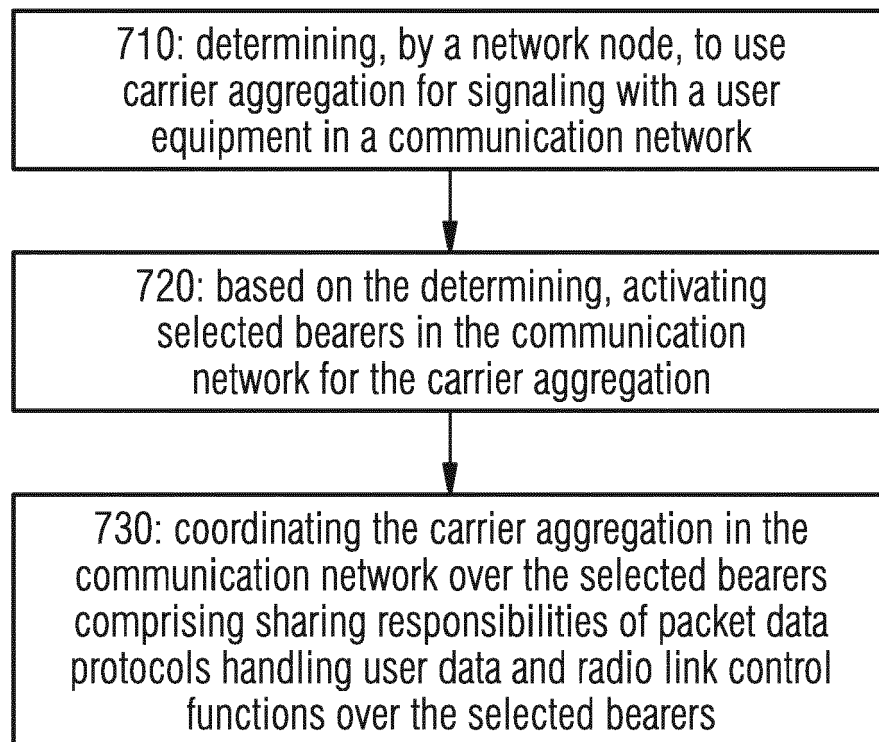 710: determining, by a network node, to use
carrier aggregation for signaling with a user
equipment in a communication network
720: based on the determining, activating
selected bearers in the communication
network for the carrier aggregation
730: coordinating the carrier aggregation in the
communication network over the selected bearers
comprising sharing responsibilities of packet data
protocols handling user data and radio link control
functions over the selected bearers